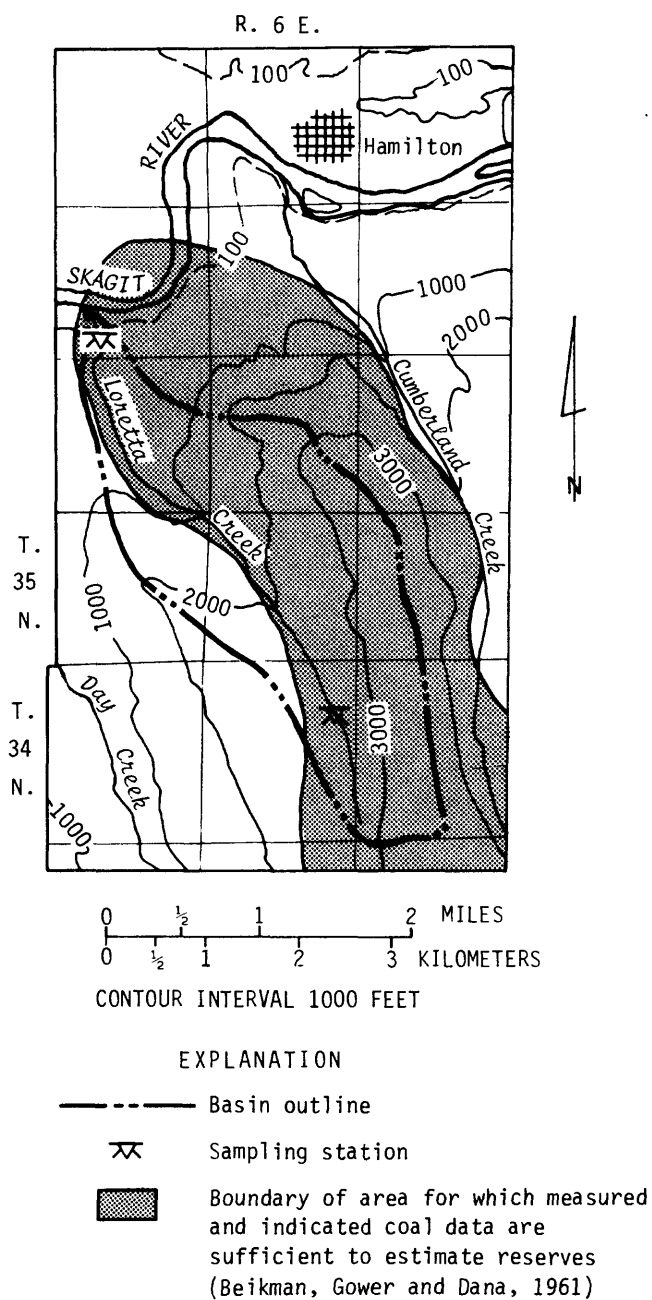 R. 6 E.
100
100
RIVER
Hamilton
100
SKAGIT
1000
2000
Loretta
Cumberland
3000
Creek
Creek
T.
35
N.
1000
2000
T.
34
N.
Day
Creek
3000
1000
0 ½ 1 2 MILES
0 ½ 1 2 3 KILOMETERS
CONTOUR INTERVAL 1000 FEET
N
EXPLANATION
Basin outline
Sampling station
Boundary of area for which measured
and indicated coal data are
sufficient to estimate reserves
(Beikman, Gower and Dana, 1961)